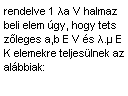 rendelve 1 λa V halmaz
beli elem úgy, hogy tets
zőleges a,b E V és λ.µ E
K elemekre teljesülnek az
alábbiak: